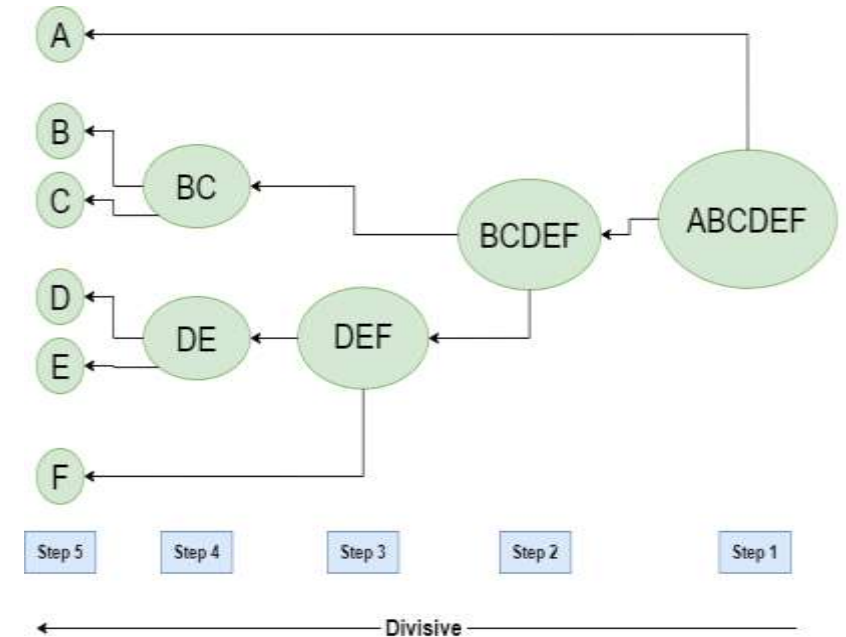 A
B
BC
C
BCDEF
ABCDEF
D
DE
DEF
E
F
Step 5
Step 4
Step 3
Step 2
Step 1
Divisive